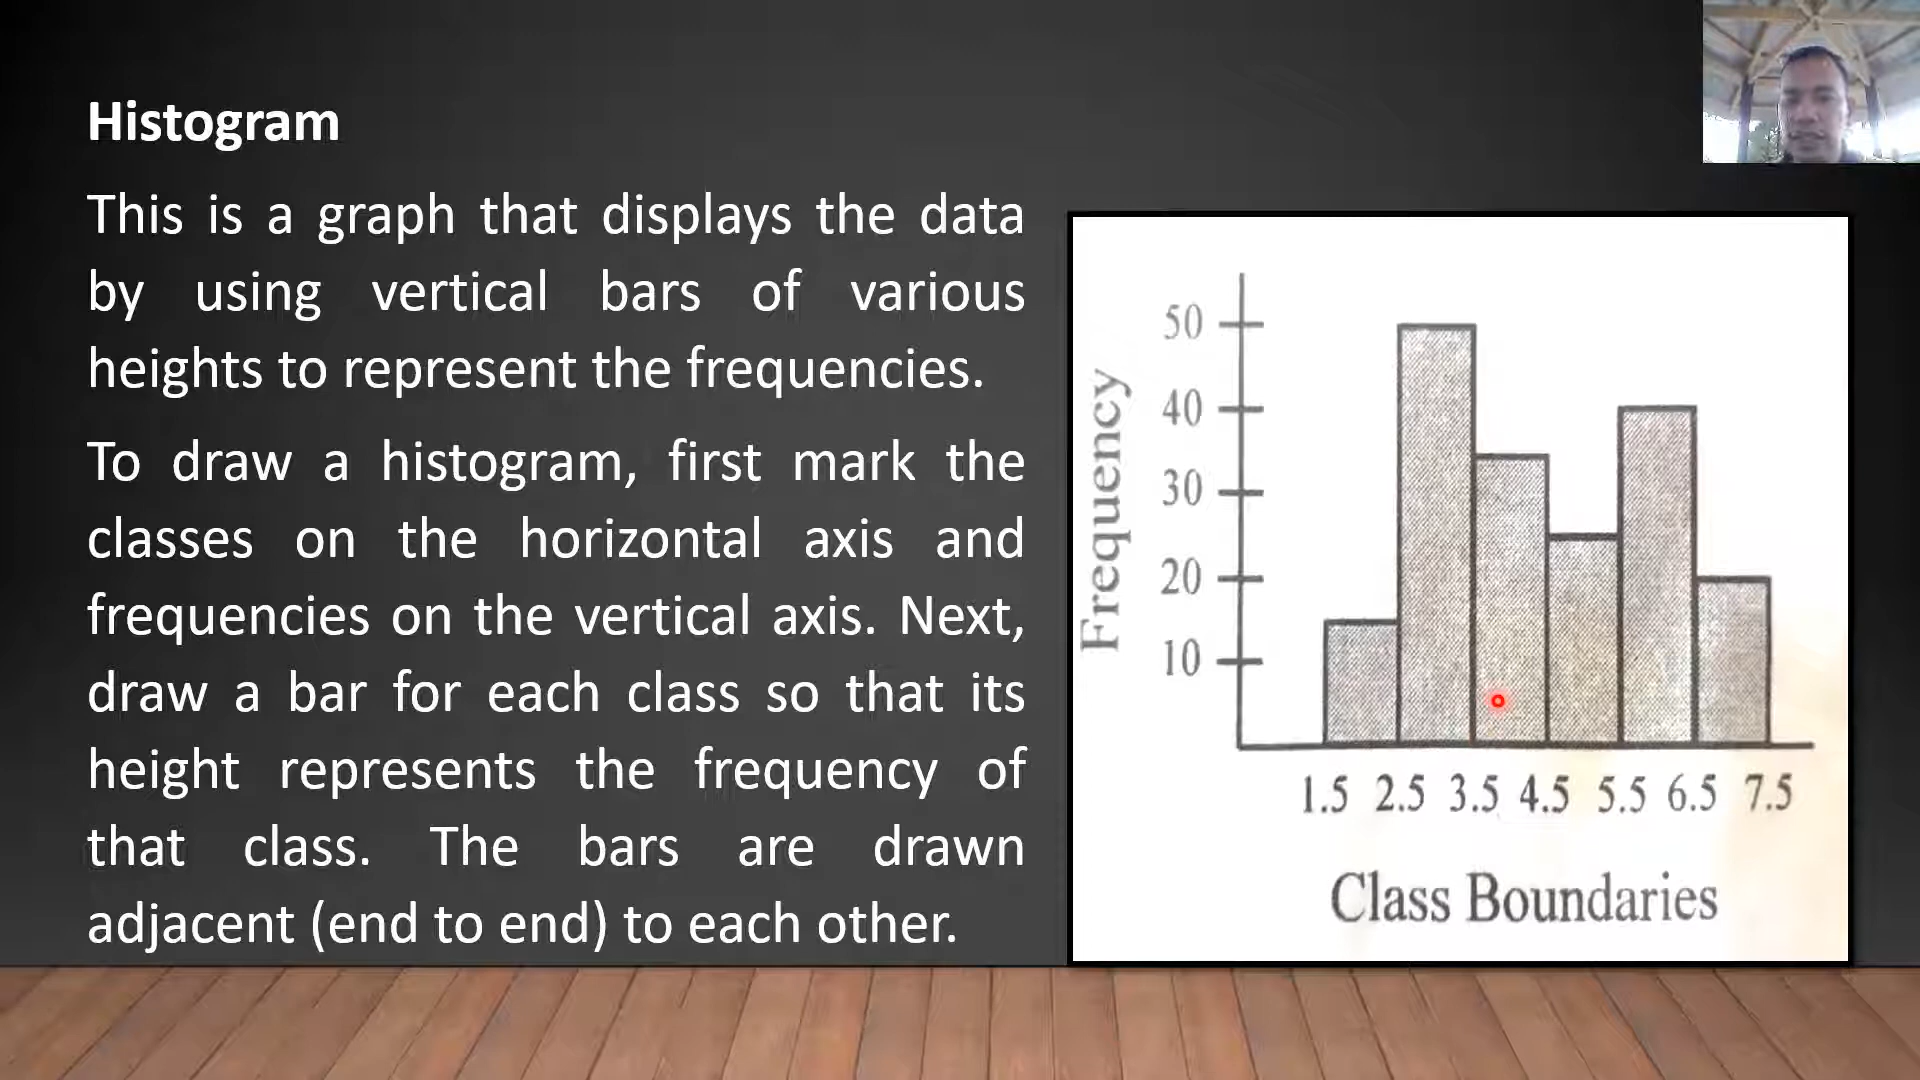 Histogram
This is a graph that displays the data
by using vertical bars of various
heights to represent the frequencies.
To draw a histogram, first mark the
classes on the horizontal axis and
frequencies on the vertical axis. Next,
draw a bar for each class so that its
height represents the frequency of
that class. The bars are drawn
adjacent (end to end) to each other.
Frequency
50
40
30
20
10
1.5 2.5 3.5 4.5 5.5 6.5 7.5
Class Boundaries